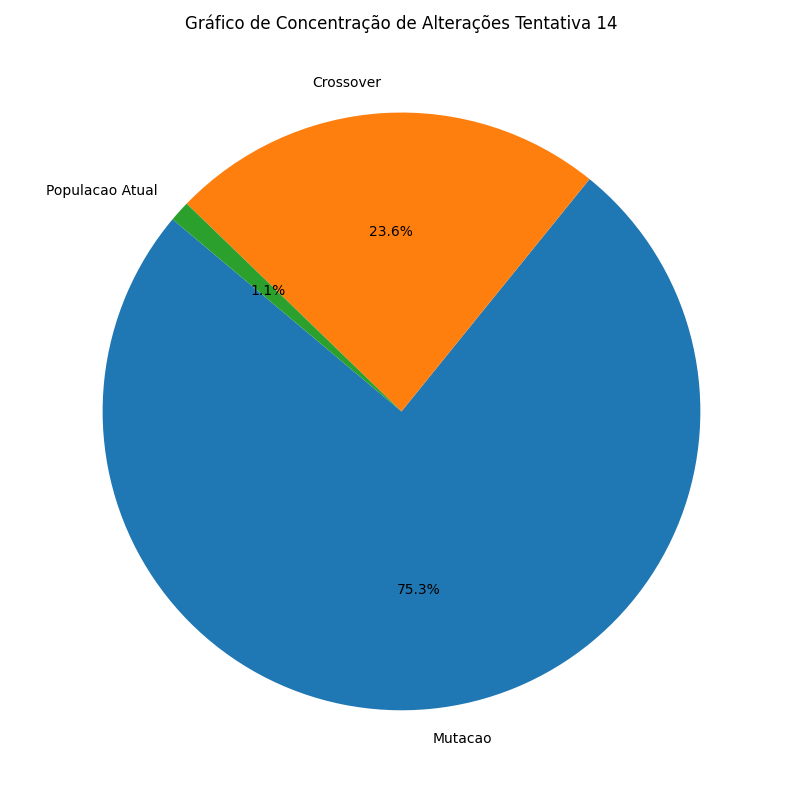 Gráfico de Concentração de Alterações Tentativa 14
Crossover
Populacao Atual
23.6%
1.1%
75.3%
Mutacao